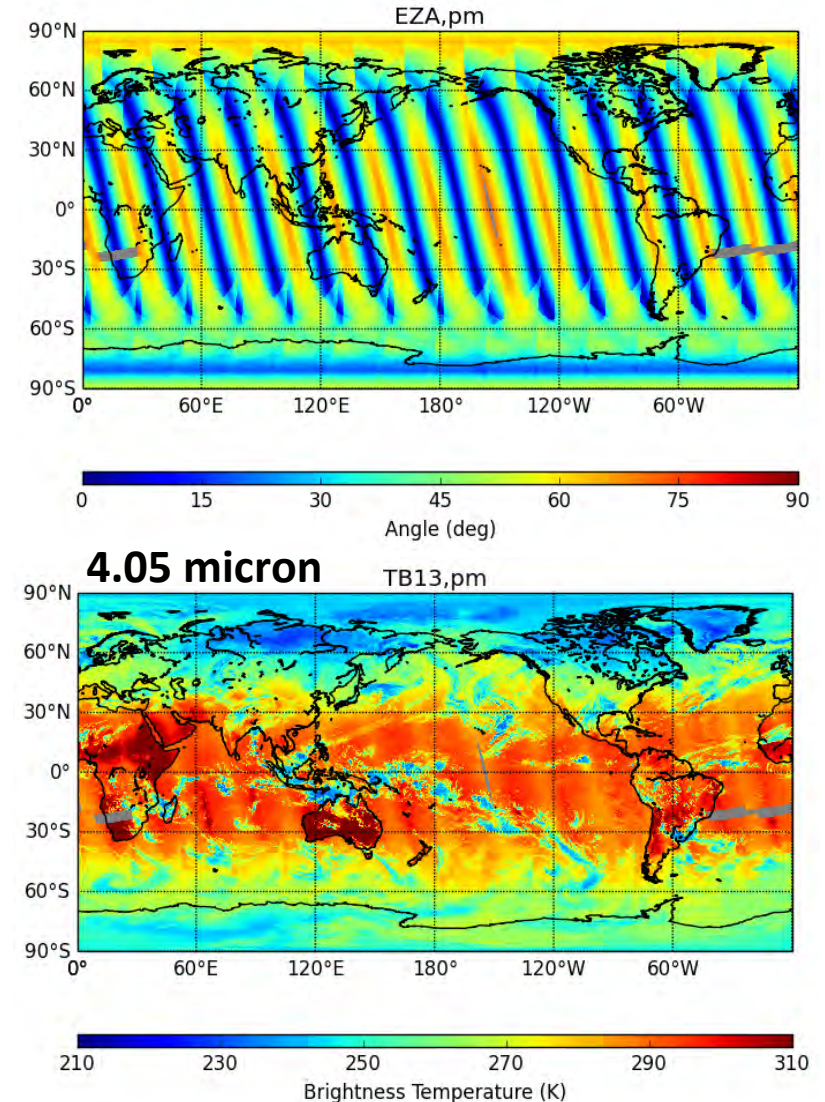 EZA,pm
90°N
60°N
30°N
0°
30°S
60°S
90°S
0° 60°E 120°E 180° 120°W 60°W
0 15 30 45 60 75 90
Angle (deg)
4.05 micron
TB13,pm
90°N
60°N
30°N
0°
30°S
60°S
90°S
0° 60°E 120°E 180° 120°W 60°W
210 230 250 270 290 310
Brightness Temperature (K)